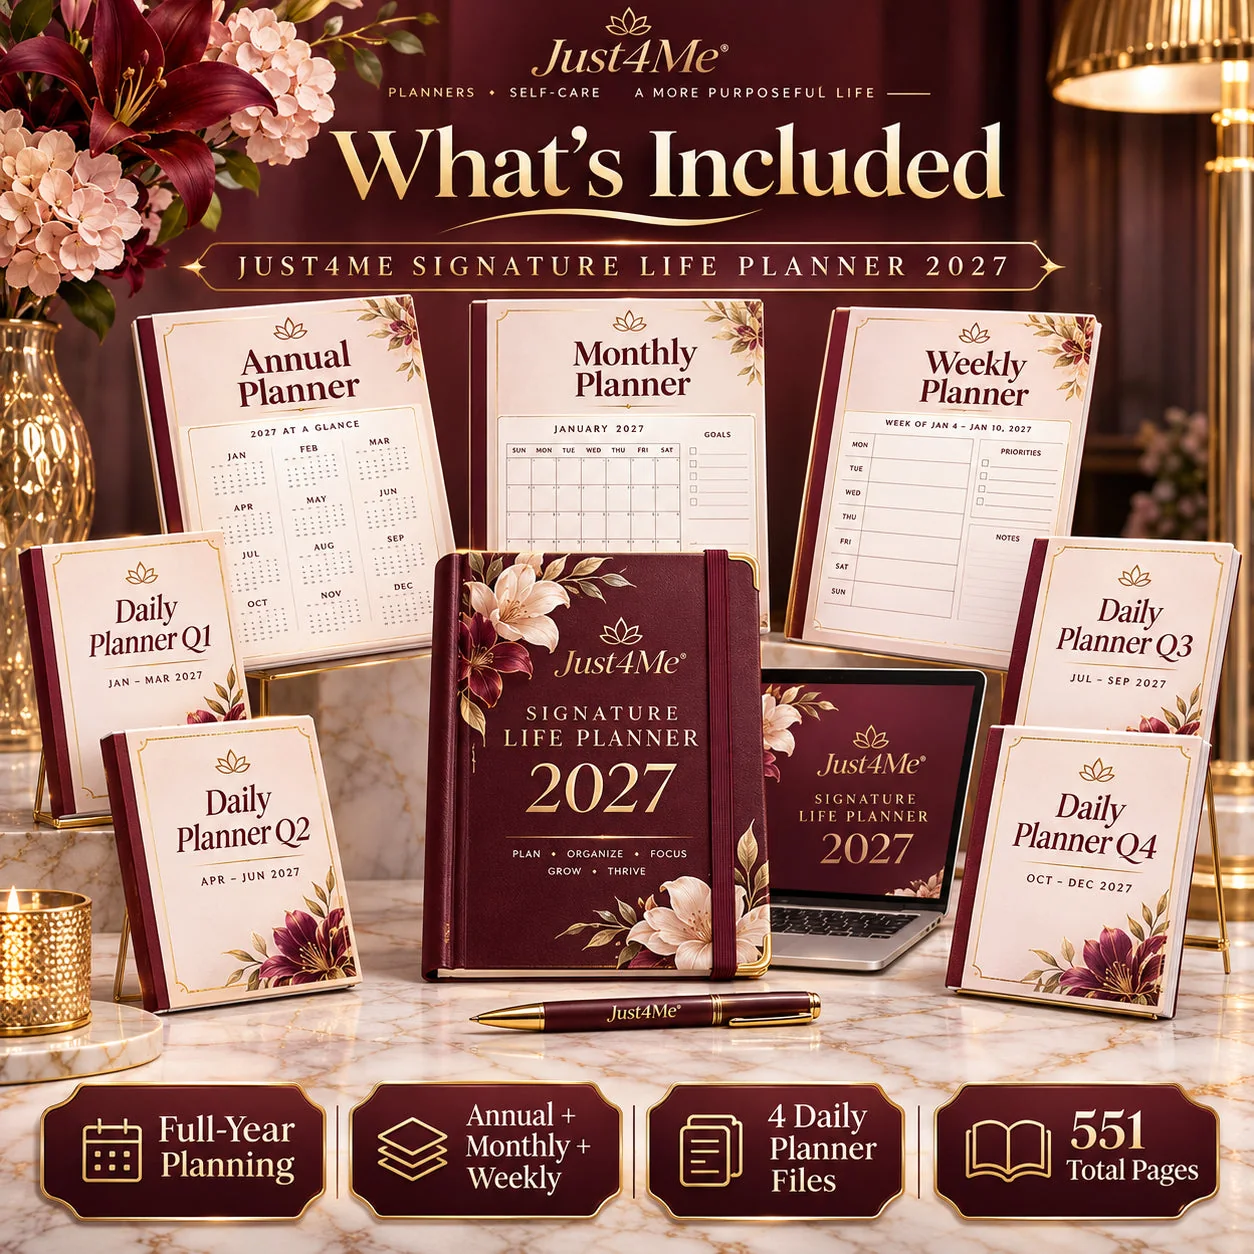 Just4Me®
PLANNERS • SELF-CARE A MORE PURPOSEFUL LIFE
What's Included
JUST4ME SIGNATURE LIFE PLANNER 2027
Annual
Planner
2027 AT A GLANCE
JAN FEB MAR
APR MAY JUN
JUL AUG SEP
OCT NOV DEC
Monthly
Planner
JANUARY 2027
GOALS
SUN MON TUE WED THU FRI SAT
Weekly
Planner
WEEK OF JAN 4 – JAN 10, 2027
PRIORITIES
NOTES
MON
TUE
WED
THU
FRI
SAT
SUN
Daily
Planner Q1
JAN – MAR 2027
Daily
Planner Q2
APR – JUN 2027
Just4Me®
SIGNATURE
LIFE PLANNER
2027
PLAN • ORGANIZE • FOCUS
GROW • THRIVE
Just4Me®
SIGNATURE
LIFE PLANNER
2027
Daily
Planner Q3
JUL – SEP 2027
Daily
Planner Q4
OCT – DEC 2027
Just4Me®
Full-Year
Planning
Annual +
Monthly +
Weekly
4 Daily
Planner
Files
551
Total Pages